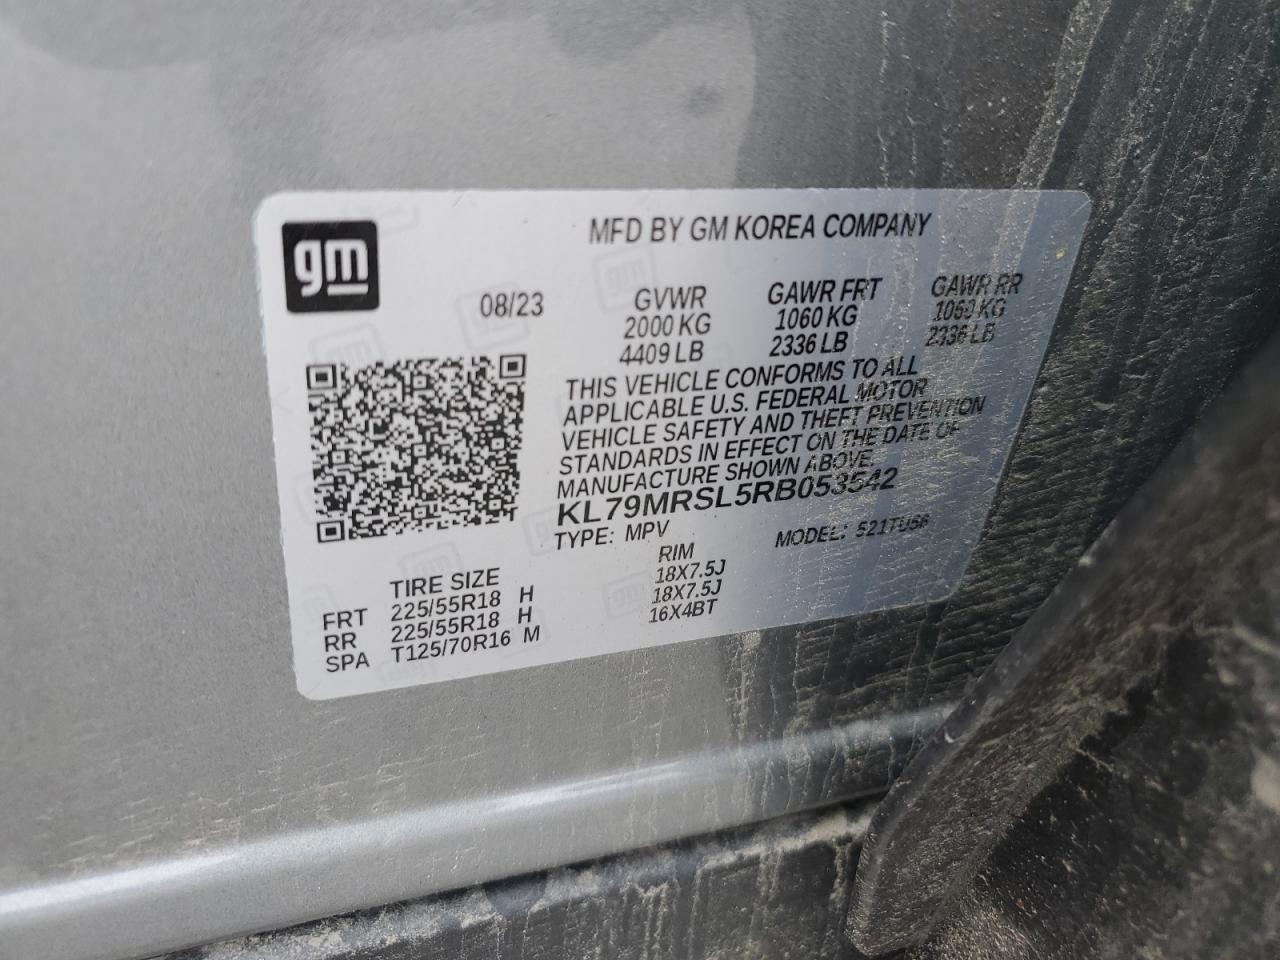 gm
MFD BY GM KOREA COMPANY
08/23
GVWR GAWR FRT GAWR RR
2000 KG 1060 KG 1060 KG
4409 LB 2336 LB 2336 LB
THIS VEHICLE CONFORMS TO ALL
APPLICABLE U.S. FEDERAL MOTOR
VEHICLE SAFETY AND THEFT PREVENTION
STANDARDS IN EFFECT ON THE DATE OF
MANUFACTURE SHOWN ABOVE.
KL79MRSL5RB053542
TYPE: MPV MODEL: 521TU56
TIRE SIZE RIM
FRT 225/55R18 H 18X7.5J
RR 225/55R18 H 18X7.5J
SPA T125/70R16 M 16X4BT